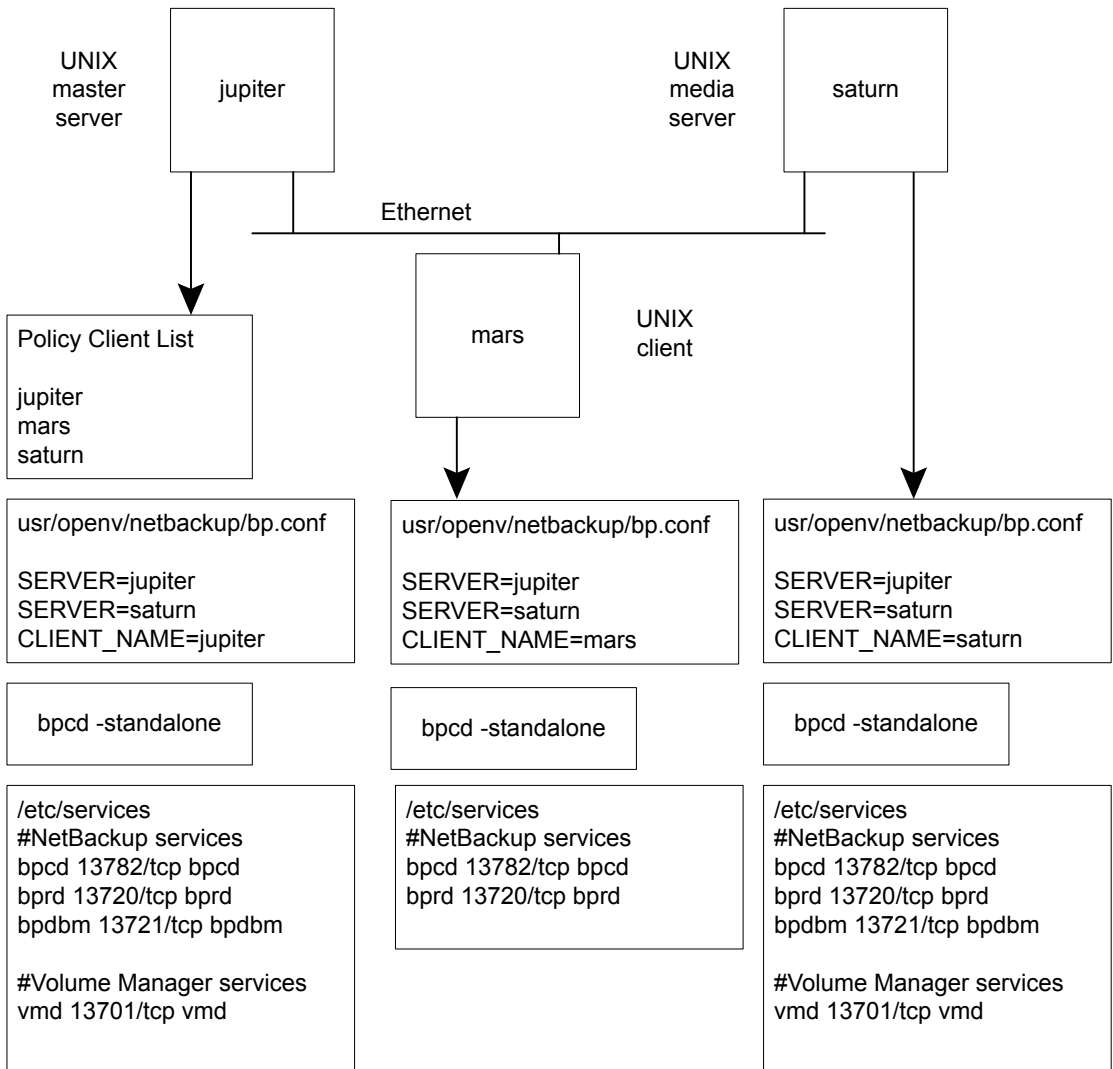 UNIX
master
server
jupiter
UNIX
media
server
saturn
Ethernet
mars
UNIX
client
Policy Client List
jupiter
mars
saturn
usr/openv/netbackup/bp.conf
SERVER=jupiter
SERVER=saturn
CLIENT_NAME=jupiter
usr/openv/netbackup/bp.conf
SERVER=jupiter
SERVER=saturn
CLIENT_NAME=mars
usr/openv/netbackup/bp.conf
SERVER=jupiter
SERVER=saturn
CLIENT_NAME=saturn
bpcd -standalone
bpcd -standalone
bpcd -standalone
/etc/services
#NetBackup services
bpcd 13782/tcp bpcd
bprd 13720/tcp bprd
bpdbm 13721/tcp bpdbm
#Volume Manager services
vmd 13701/tcp vmd
/etc/services
#NetBackup services
bpcd 13782/tcp bpcd
bprd 13720/tcp bprd
/etc/services
#NetBackup services
bpcd 13782/tcp bpcd
bprd 13720/tcp bprd
bpdbm 13721/tcp bpdbm
#Volume Manager services
vmd 13701/tcp vmd